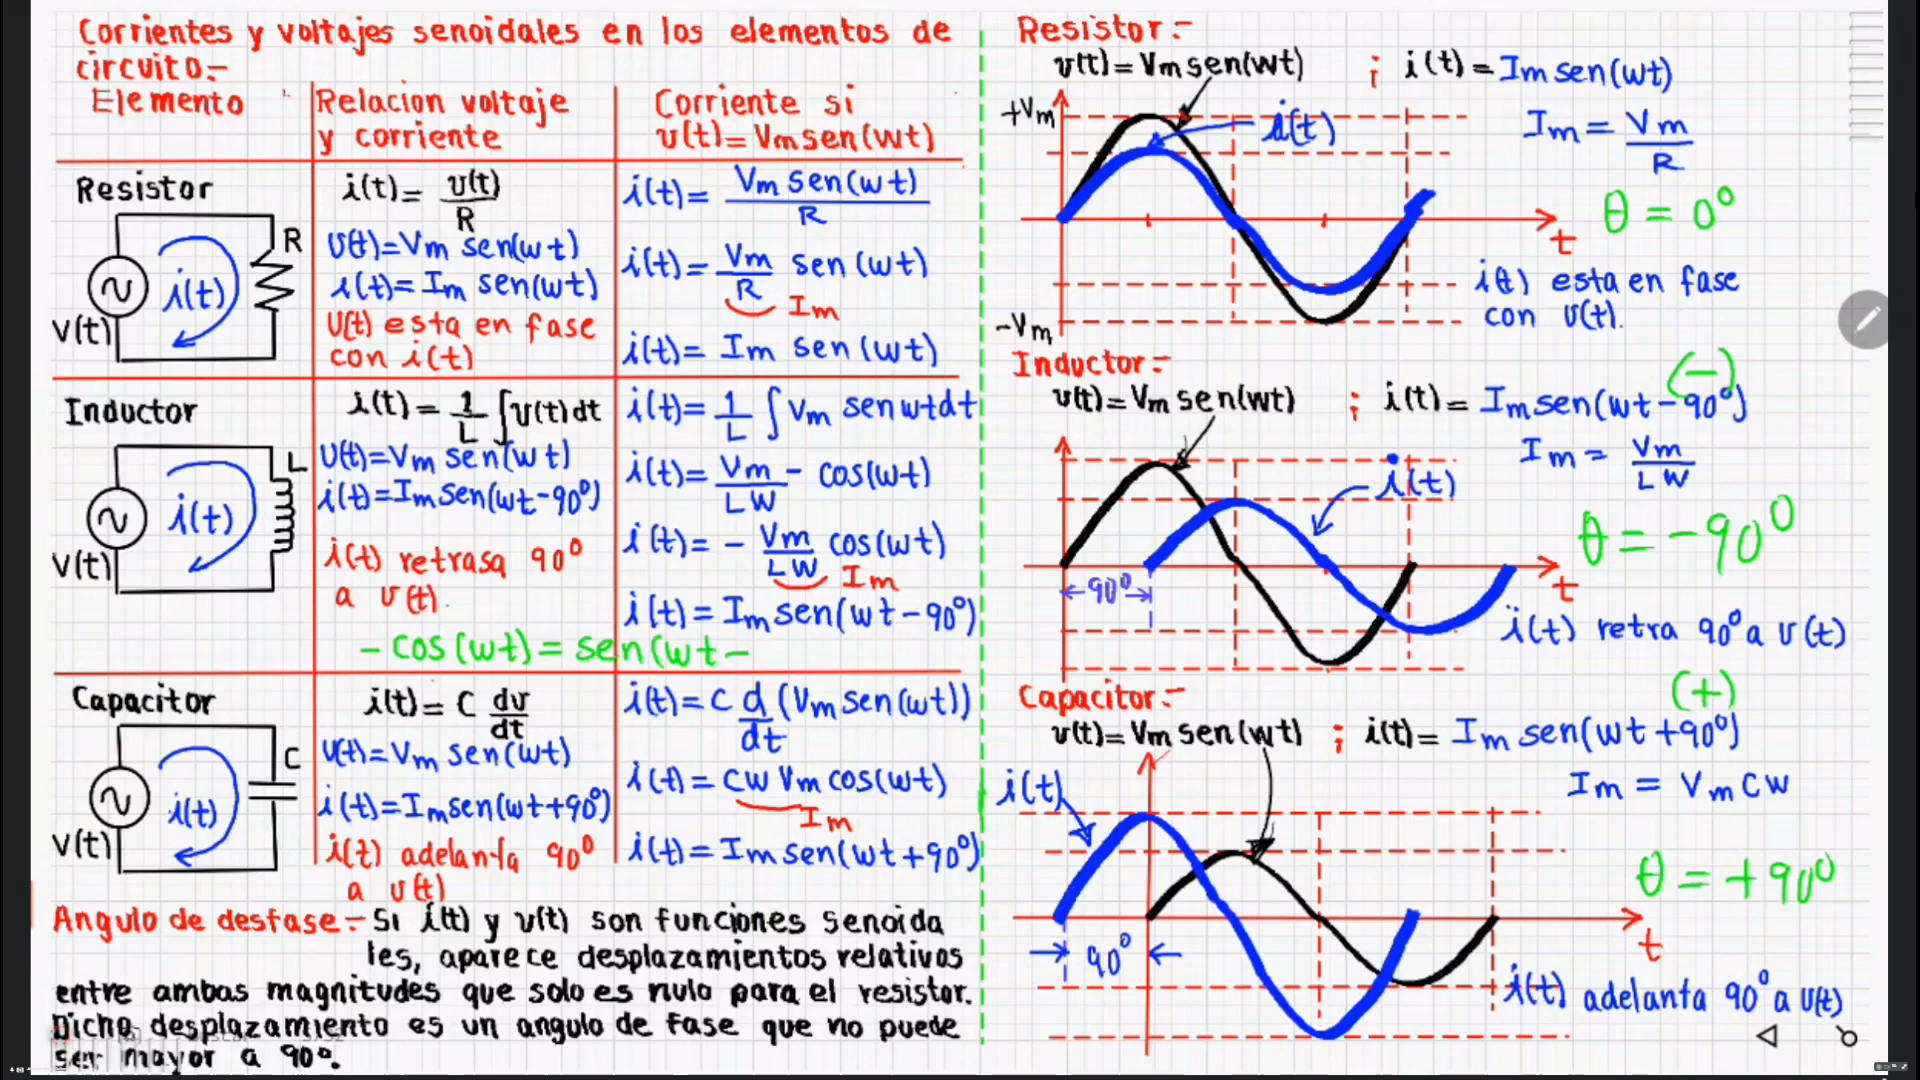 Corrientes y voltajes senoidales en los elementos de
circuito.-
Elemento
Relacion voltaje
y corriente
Corriente si
v(t)=Vm sen(wt)
Resistor
R
i(t)
V(t)
i(t)= v(t)/R
v(t)=Vm sen(wt)
i(t)=Im sen(wt)
v(t) esta en fase
con i(t)
i(t)= Vm sen(wt)/R
i(t)= Vm/R sen(wt)
Im
i(t)= Im sen(wt)
Inductor
L
i(t)
V(t)
i(t)= 1/L ∫v(t)dt
v(t)=Vm sen(wt)
i(t)=Im sen(wt-90°)
i(t) retrasa 90°
a v(t).
i(t)= 1/L ∫ Vm senwtdt
i(t)= Vm/LW - cos(wt)
i(t)= - Vm/LW cos(wt)
Im
i(t)=Im sen(wt-90°)
- cos(wt)= sen(wt-
Capacitor
C
i(t)
V(t)
i(t)= C dv/dt
v(t)=Vm sen(wt)
i(t)=Im sen(wt+90°)
i(t) adelanta 90°
a v(t)
i(t)=C d/dt (Vm sen(wt))
i(t)= CW Vm cos(wt)
Im
i(t)=Im sen(wt+90°)
Angulo de desfase.- Si i(t) y v(t) son funciones senoida
les, aparece desplazamientos relativos
entre ambas magnitudes que solo es nulo para el resistor.
Dicho desplazamiento es un angulo de fase que no puede
ser mayor a 90°.
Resistor:-
v(t)=Vm sen(wt) ; i(t)=Im sen(wt)
+Vm
i(t)
Im = Vm/R
θ = 0°
t
i(t) esta en fase
con v(t).
-Vm
Inductor:-
(-)
v(t)=Vm sen(wt) ; i(t)= Im sen(wt-90°)
Im = Vm/LW
i(t)
θ = -90°
90°
t
i(t) retra 90° a v(t)
Capacitor:-
(+)
v(t)=Vm sen(wt) ; i(t)= Im sen(wt+90°)
i(t)
Im = Vm CW
θ = +90°
t
90°
i(t) adelanta 90° a v(t)